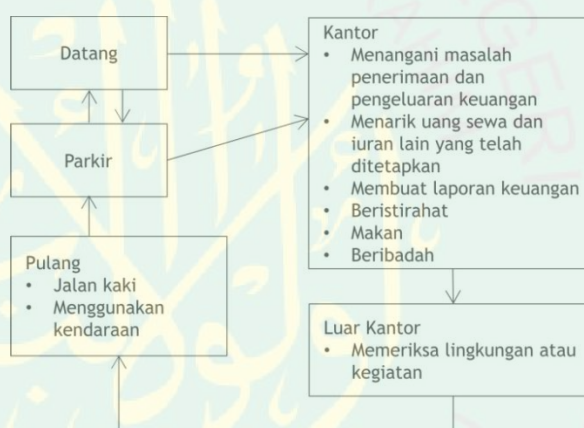 Datang
Parkir
Pulang
• Jalan kaki
• Menggunakan
kendaraan
Kantor
• Menangani masalah
penerimaan dan
pengeluaran keuangan
• Menarik uang sewa dan
iuran lain yang telah
ditetapkan
• Membuat laporan keuangan
• Beristirahat
• Makan
• Beribadah
Luar Kantor
• Memeriksa lingkungan atau
kegiatan